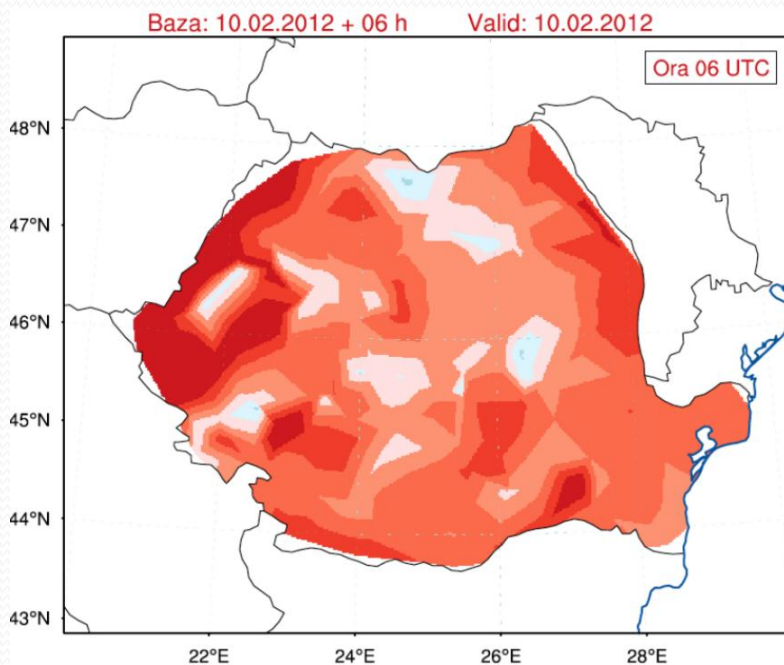 Baza: 10.02.2012 + 06 h Valid: 10.02.2012
Ora 06 UTC
48°N
47°N
46°N
45°N
44°N
43°N
22°E 24°E 26°E 28°E